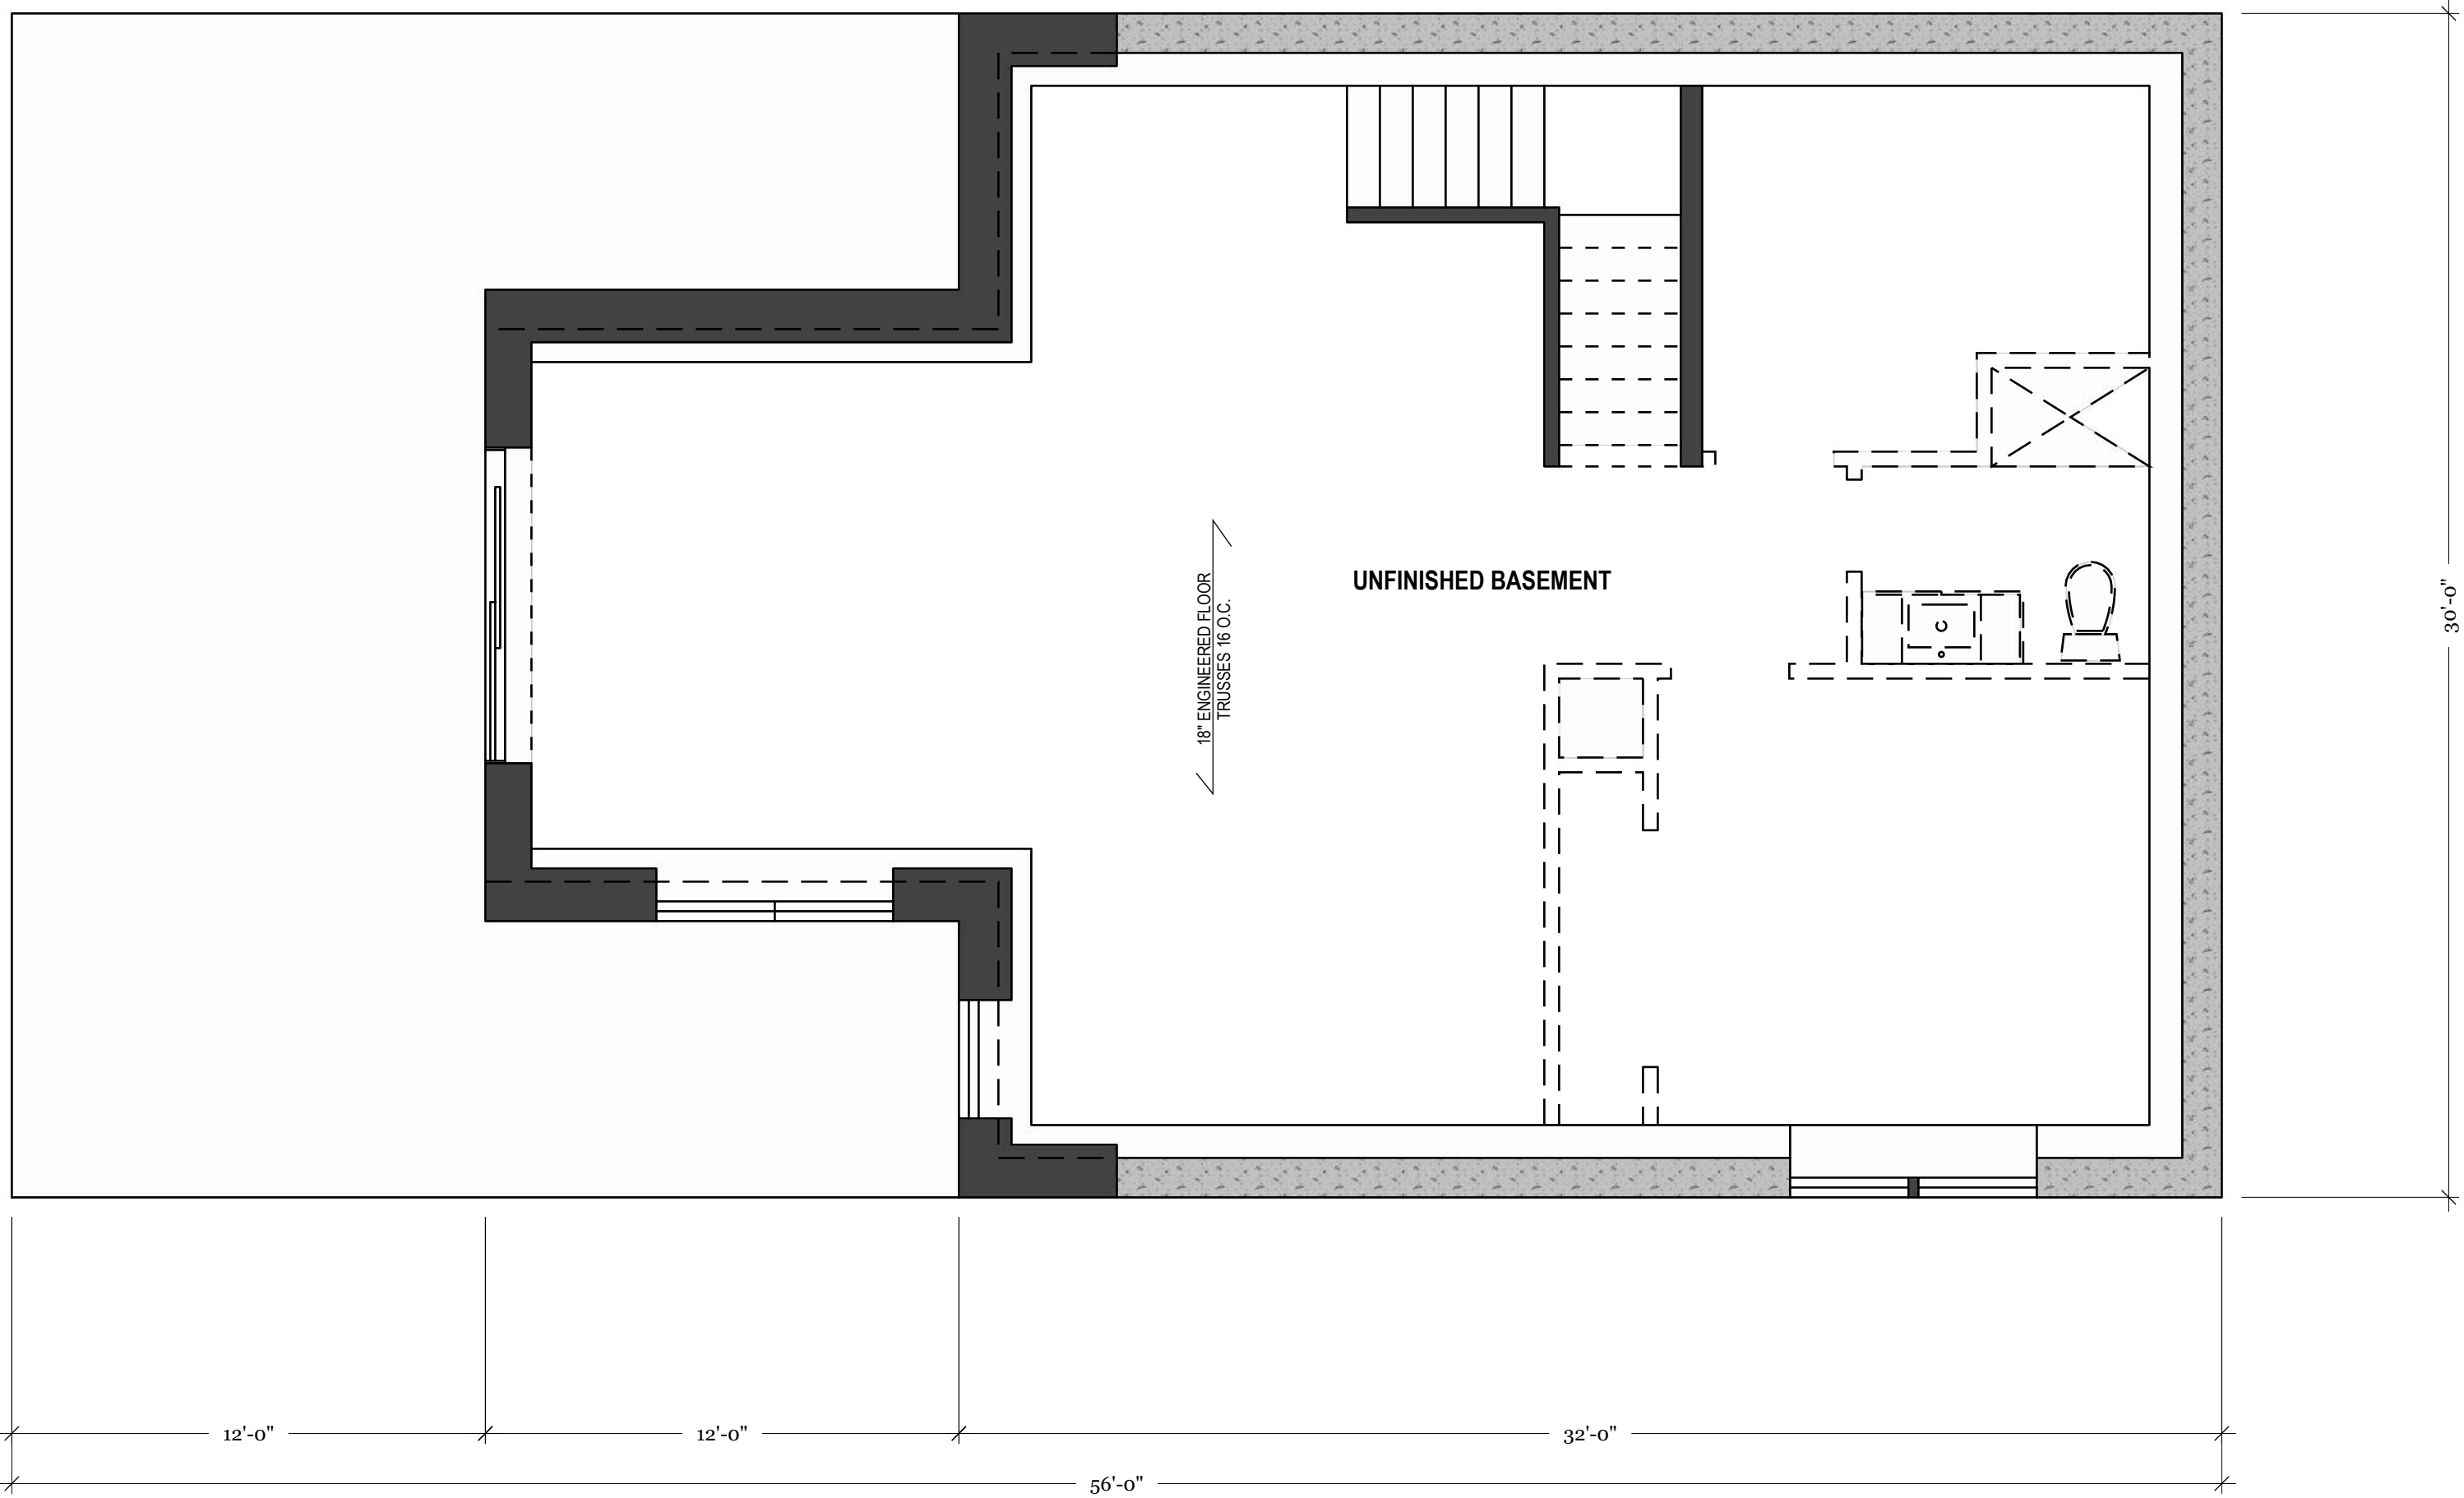 UNFINISHED BASEMENT
18" ENGINEERED FLOOR
TRUSSES 16 O.C.
30'-0"
12'-0"
12'-0"
32'-0"
56'-0"